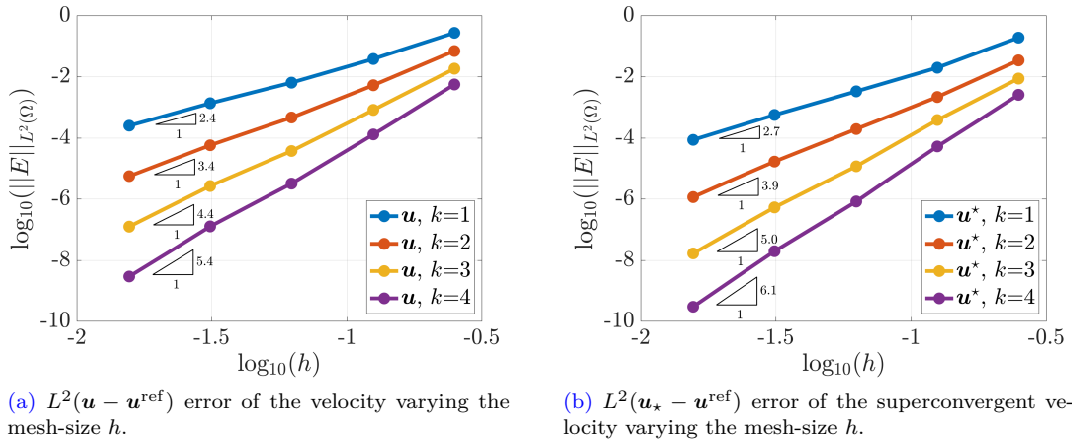 0
-2
-4
-6
-8
-10
-2
-1.5
-1
-0.5
log10(||E||L2(Ω))
log10(h)
2.4
1
3.4
1
4.4
1
5.4
1
u, k=1
u, k=2
u, k=3
u, k=4
(a) L2(u − uref) error of the velocity varying the
mesh-size h.
0
-2
-4
-6
-8
-10
-2
-1.5
-1
-0.5
log10(||E||L2(Ω))
log10(h)
2.7
1
3.9
1
5.0
1
6.1
1
u⋆, k=1
u⋆, k=2
u⋆, k=3
u⋆, k=4
(b) L2(u⋆ − uref) error of the superconvergent ve-
locity varying the mesh-size h.